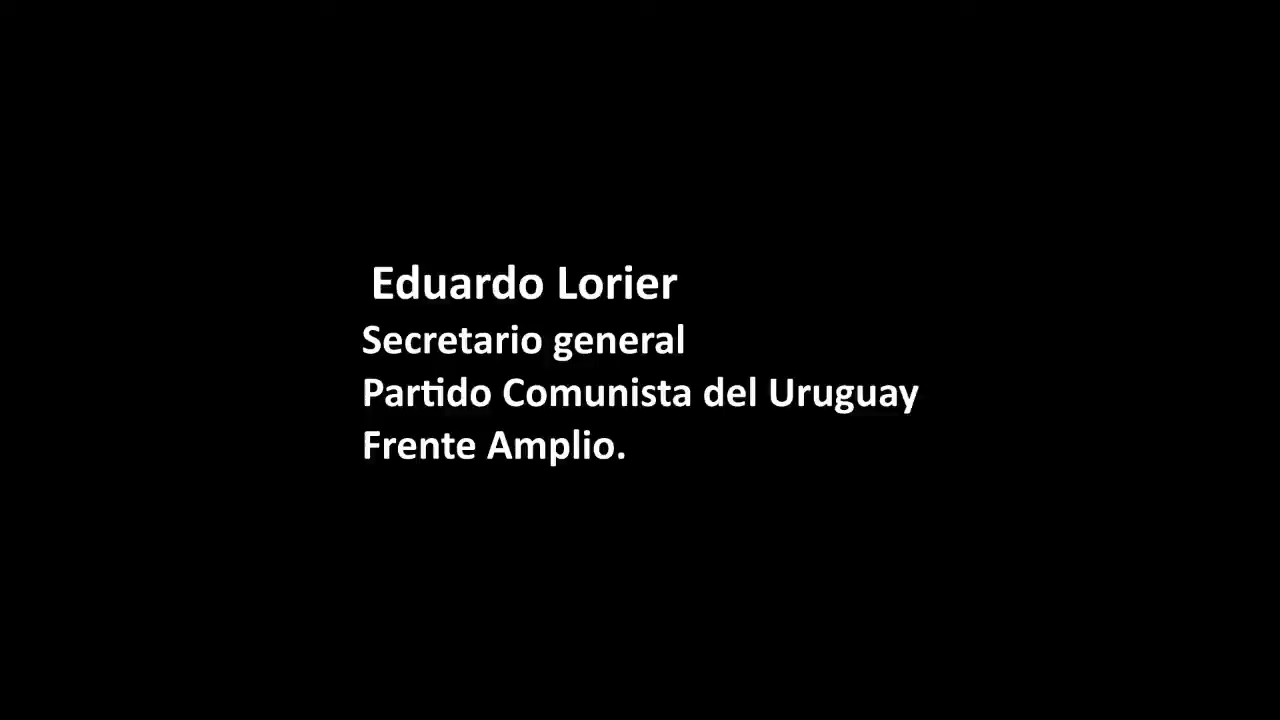 Eduardo Lorier
Secretario general
Partido Comunista del Uruguay
Frente Amplio.